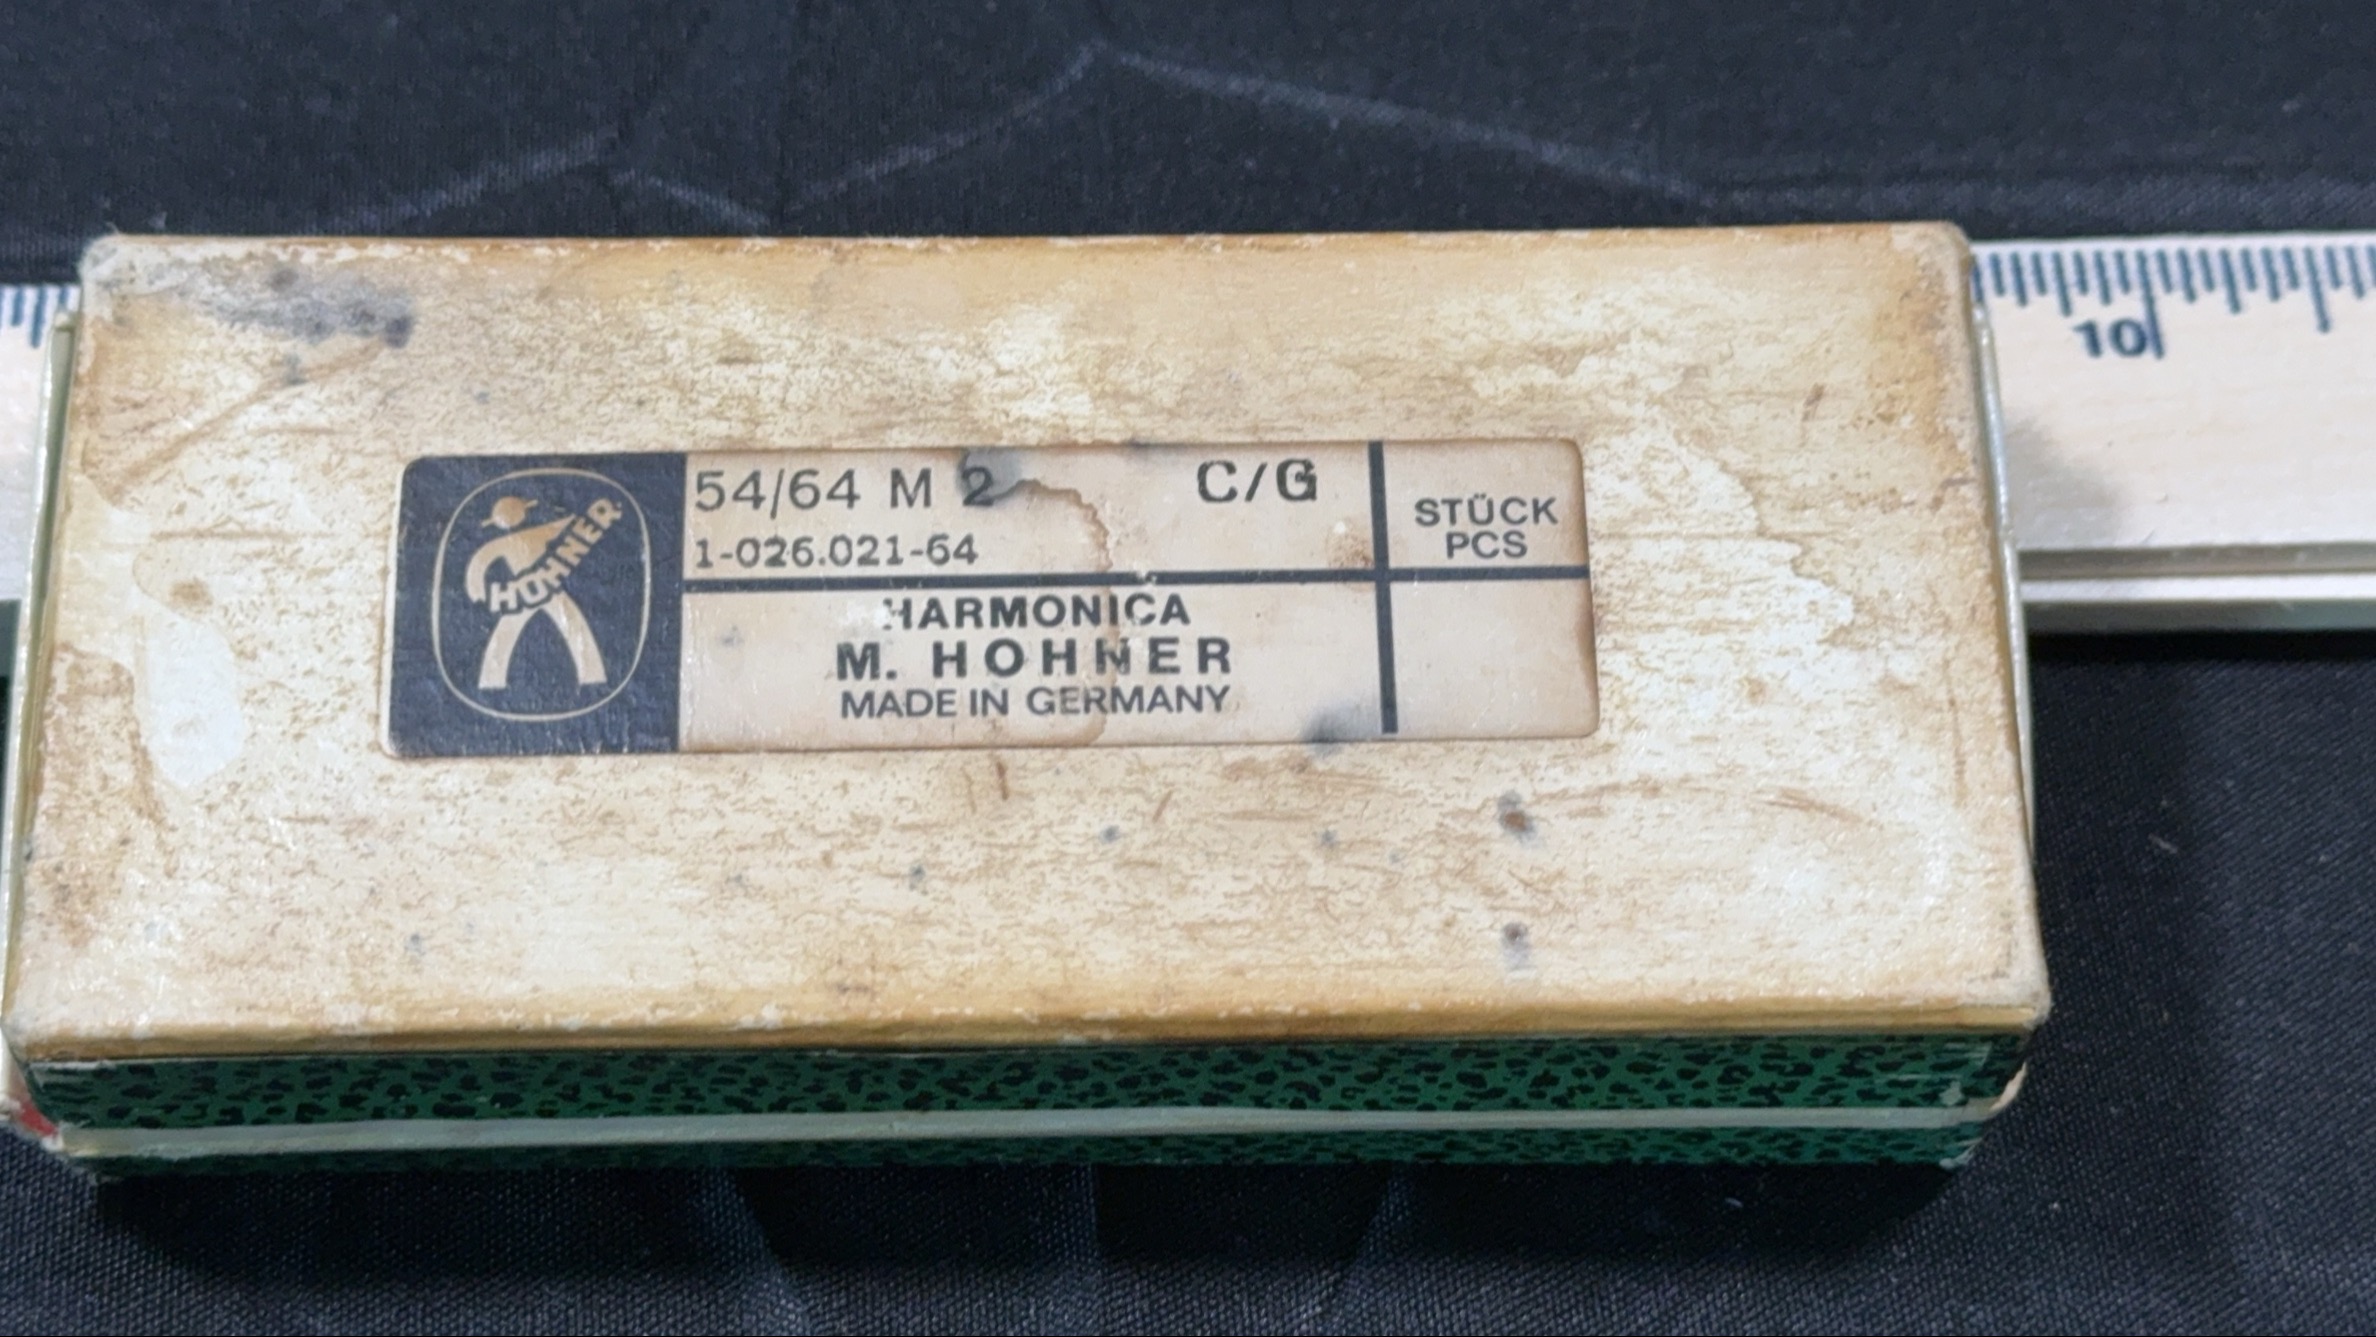 54/64 M 2 C/G
1-026.021-64
STÜCK
PCS
HOHNER
HARMONICA
M. HOHNER
MADE IN GERMANY
10